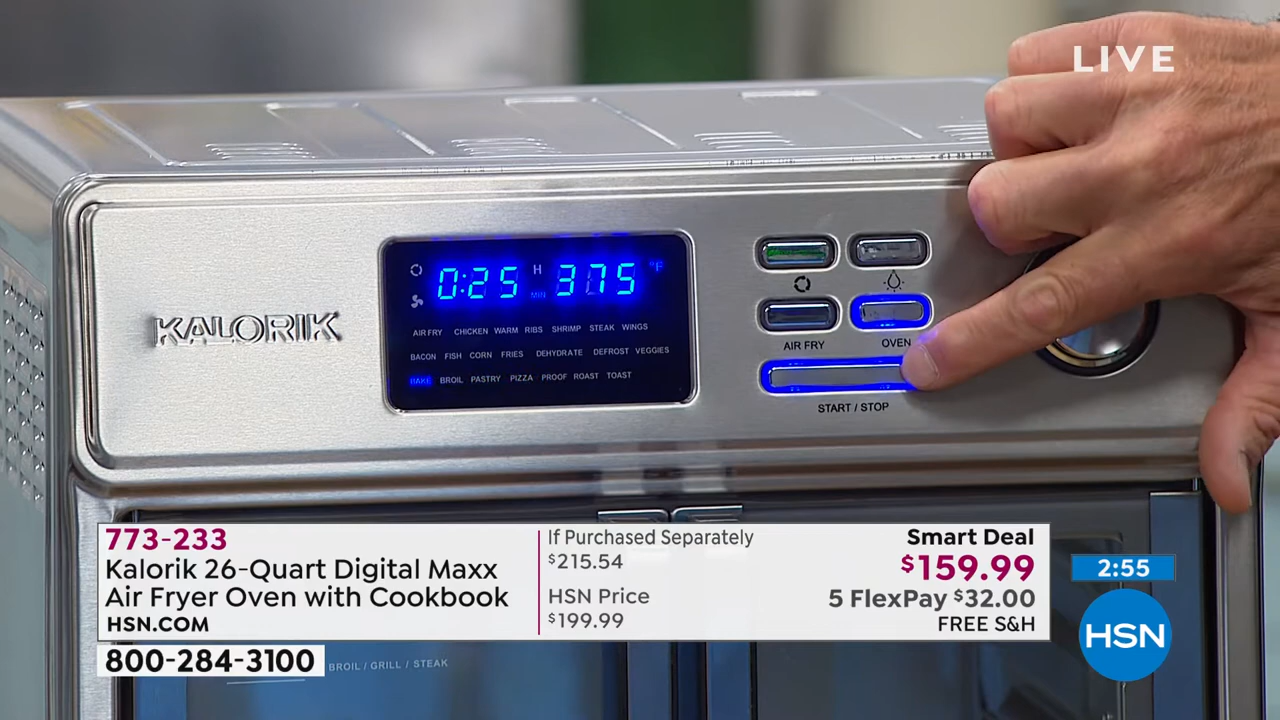 LIVE
KALORIK
0:25 H MIN 375 °F
AIR FRY CHICKEN WARM RIBS SHRIMP STEAK WINGS
BACON FISH CORN FRIES DEHYDRATE DEFROST VEGGIES
BAKE BROIL PASTRY PIZZA PROOF ROAST TOAST
AIR FRY OVEN
START / STOP
773-233
Kalorik 26-Quart Digital Maxx
Air Fryer Oven with Cookbook
HSN.COM
If Purchased Separately
$215.54
HSN Price
$199.99
Smart Deal
$159.99
5 FlexPay $32.00
FREE S&H
2:55
HSN
800-284-3100
BROIL / GRILL / STEAK